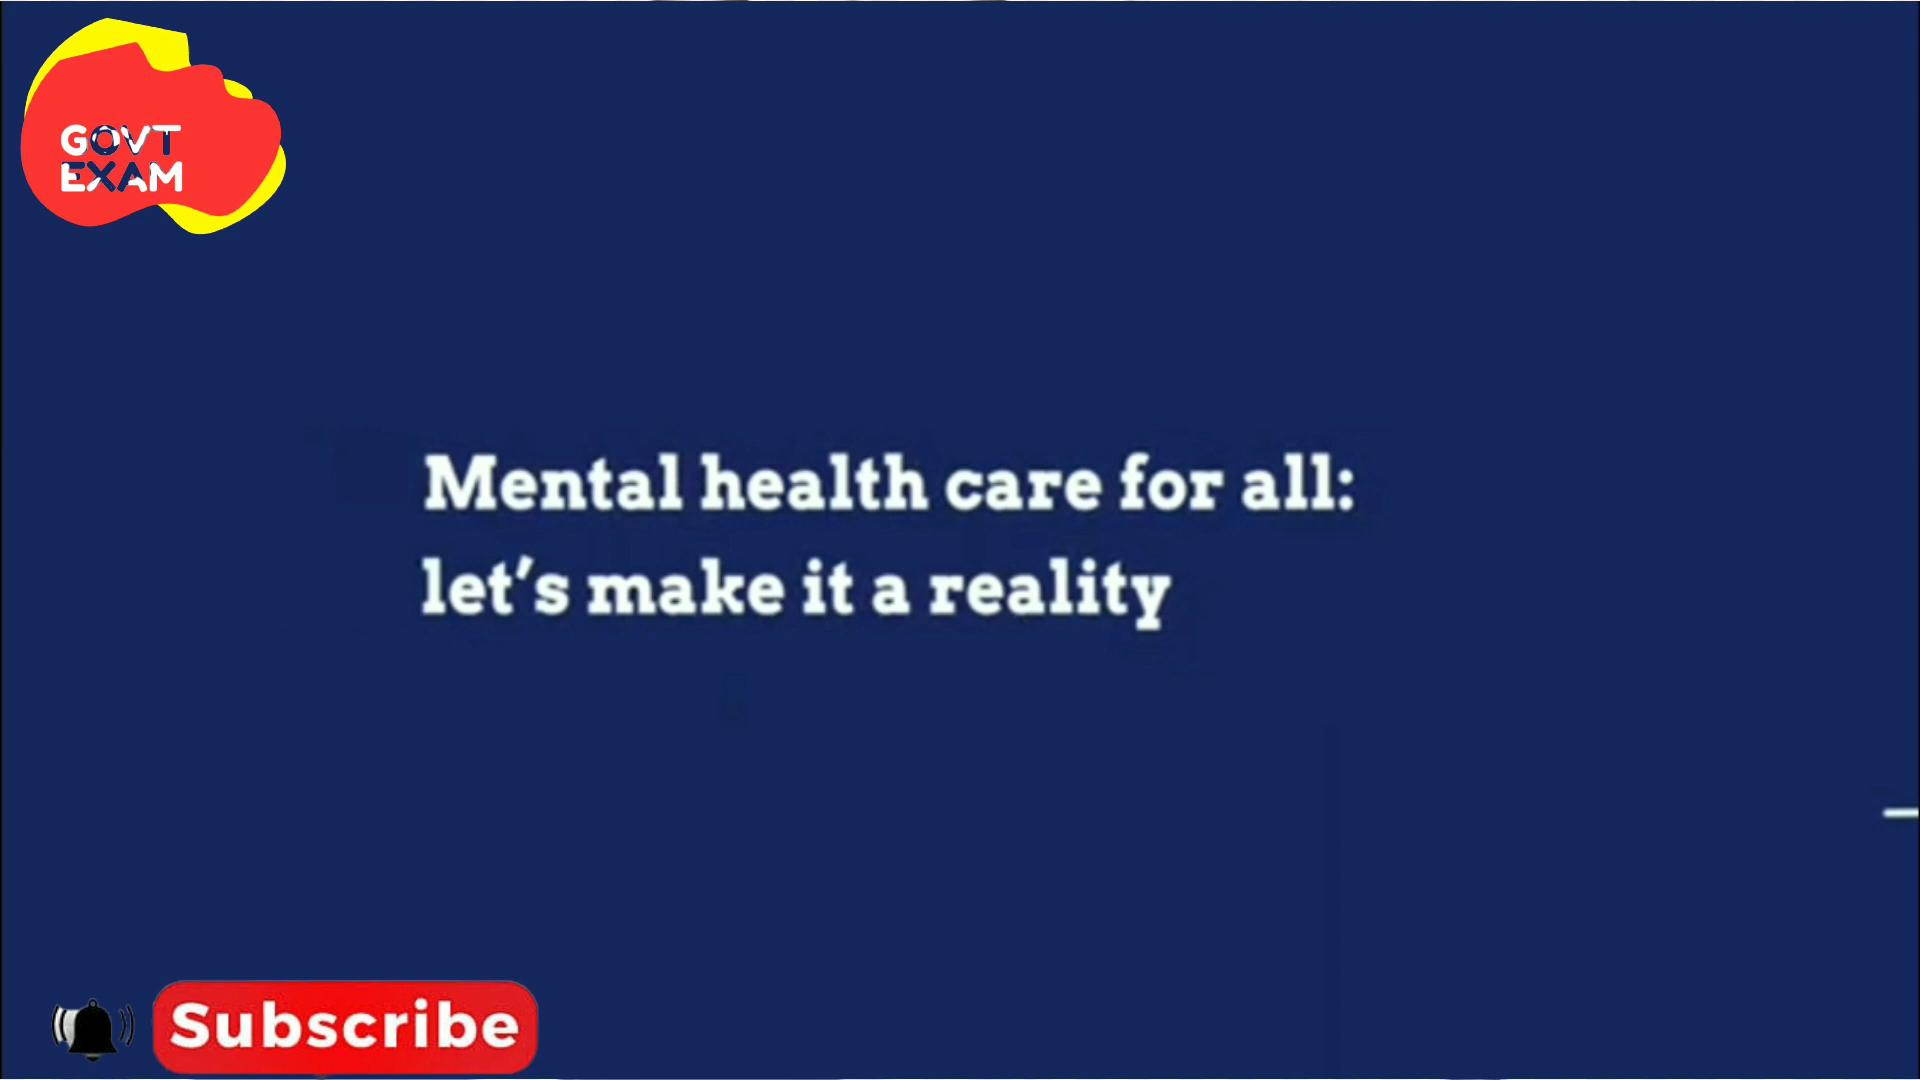 GOVT
EXAM
Mental health care for all:
let’s make it a reality
Subscribe